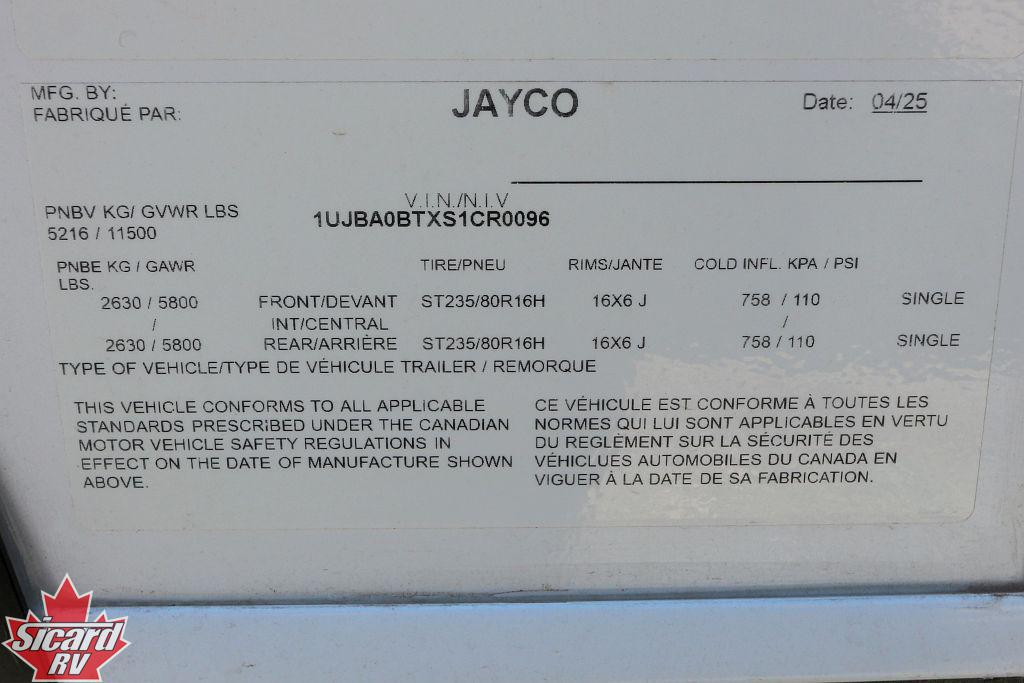 MFG. BY:
FABRIQUÉ PAR:
JAYCO
Date: 04/25
V.I.N./N.I.V
PNBV KG/ GVWR LBS
5216 / 11500
1UJBA0BTXS1CR0096
PNBE KG / GAWR LBS. TIRE/PNEU RIMS/JANTE COLD INFL. KPA / PSI
2630 / 5800 FRONT/DEVANT ST235/80R16H 16X6 J 758 / 110 SINGLE
/ INT/CENTRAL /
2630 / 5800 REAR/ARRIÈRE ST235/80R16H 16X6 J 758 / 110 SINGLE
TYPE OF VEHICLE/TYPE DE VÉHICULE TRAILER / REMORQUE
THIS VEHICLE CONFORMS TO ALL APPLICABLE
STANDARDS PRESCRIBED UNDER THE CANADIAN
MOTOR VEHICLE SAFETY REGULATIONS IN
EFFECT ON THE DATE OF MANUFACTURE SHOWN
ABOVE.
CE VÉHICULE EST CONFORME À TOUTES LES
NORMES QUI LUI SONT APPLICABLES EN VERTU
DU REGLÈMENT SUR LA SÉCURITÉ DES
VÉHICLUES AUTOMOBILES DU CANADA EN
VIGUER À LA DATE DE SA FABRICATION.
Sicard
RV